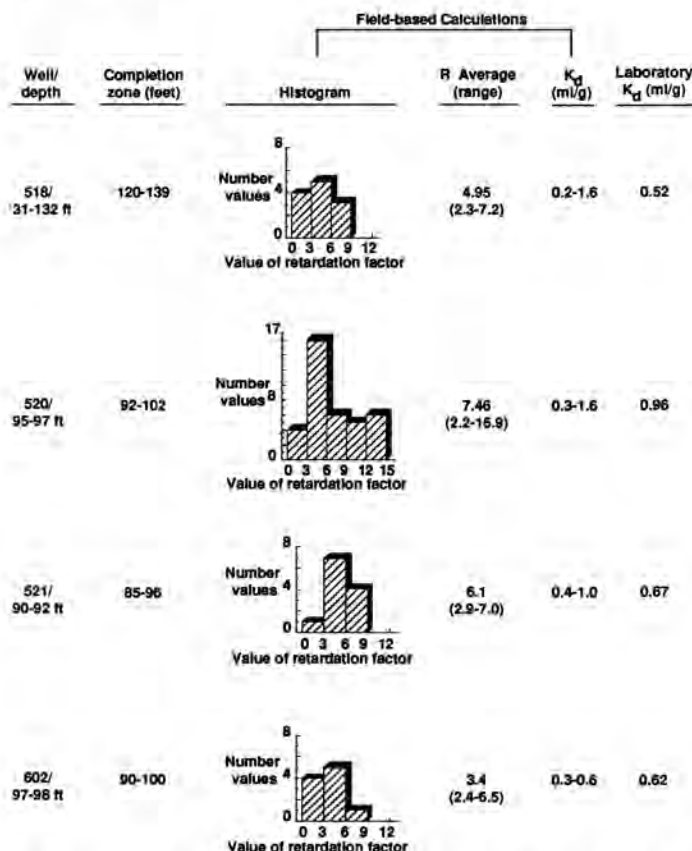 Field-based Calculations
Well/ depth
Completion zone (feet)
Histogram
R Average (range)
Kd (ml/g)
Laboratory Kd (ml/g)
518/ 31-132 ft
120-139
Number values
8
4
0
0 3 6 9 12
Value of retardation factor
4.95 (2.3-7.2)
0.2-1.6
0.52
520/ 95-97 ft
92-102
Number values
17
8
0
0 3 6 9 12 15
Value of retardation factor
7.46 (2.2-15.9)
0.3-1.6
0.96
521/ 90-92 ft
85-96
Number values
8
4
0
0 3 6 9 12
Value of retardation factor
6.1 (2.9-7.0)
0.4-1.0
0.67
602/ 97-98 ft
90-100
Number values
8
4
0
0 3 6 9 12
Value of retardation factor
3.4 (2.4-6.5)
0.3-0.6
0.62